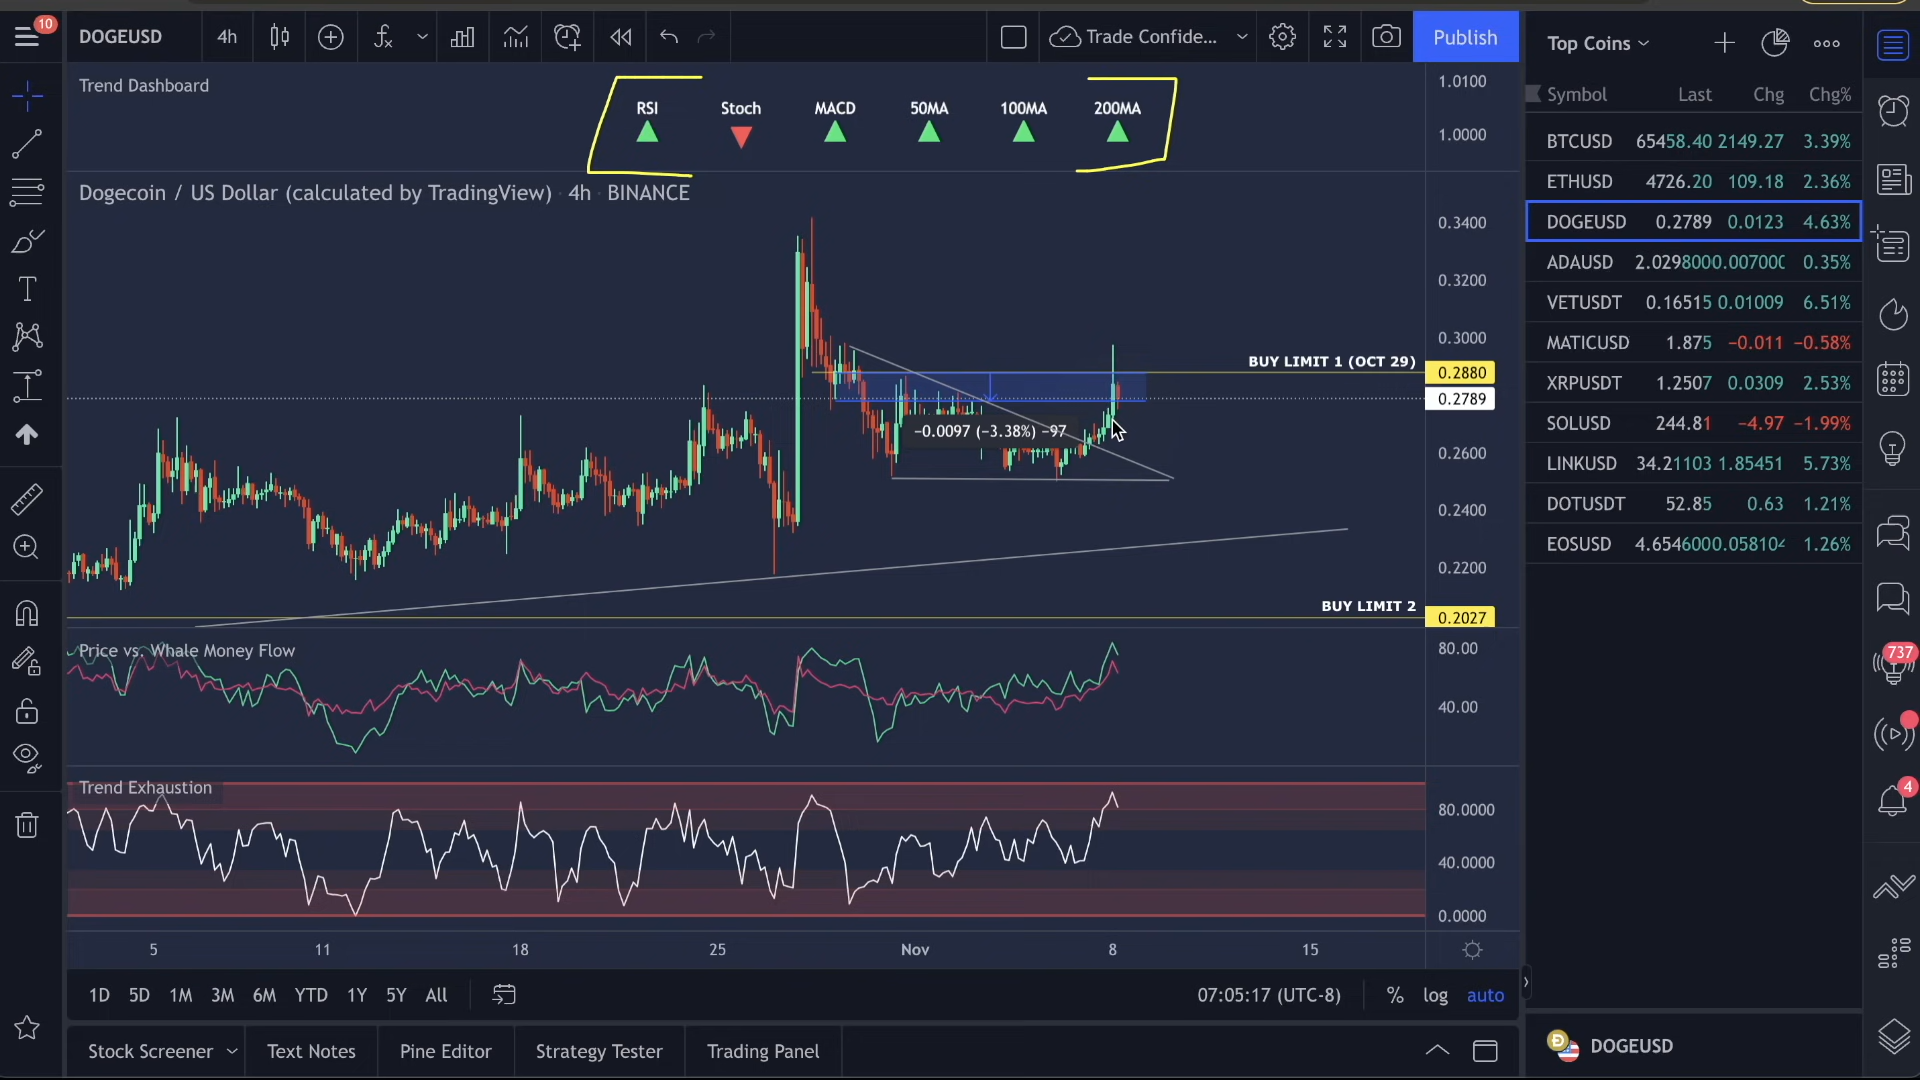 10
DOGEUSD
4h
Trade Confide...
Publish
Top Coins
Trend Dashboard
RSI Stoch MACD 50MA 100MA 200MA
1.0100
1.0000
Symbol Last Chg Chg%
BTCUSD 65458.40 2149.27 3.39%
ETHUSD 4726.20 109.18 2.36%
DOGEUSD 0.2789 0.0123 4.63%
ADAUSD 2.0298000.007000 0.35%
VETUSDT 0.16515 0.01009 6.51%
MATICUSD 1.875 −0.011 −0.58%
XRPUSDT 1.2507 0.0309 2.53%
SOLUSD 244.81 −4.97 −1.99%
LINKUSD 34.21103 1.85451 5.73%
DOTUSDT 52.85 0.63 1.21%
EOSUSD 4.6546000.058104 1.26%
Dogecoin / US Dollar (calculated by TradingView) · 4h · BINANCE
0.3400
0.3200
0.3000
BUY LIMIT 1 (OCT 29)
0.2880
0.2789
−0.0097 (−3.38%) −97
0.2600
0.2400
0.2200
BUY LIMIT 2
0.2027
Price vs. Whale Money Flow
80.00
40.00
737
Trend Exhaustion
80.0000
40.0000
0.0000
4
5 11 18 25 Nov 8 15
1D 5D 1M 3M 6M YTD 1Y 5Y All
07:05:17 (UTC-8) % log auto
Stock Screener Text Notes Pine Editor Strategy Tester Trading Panel
DOGEUSD